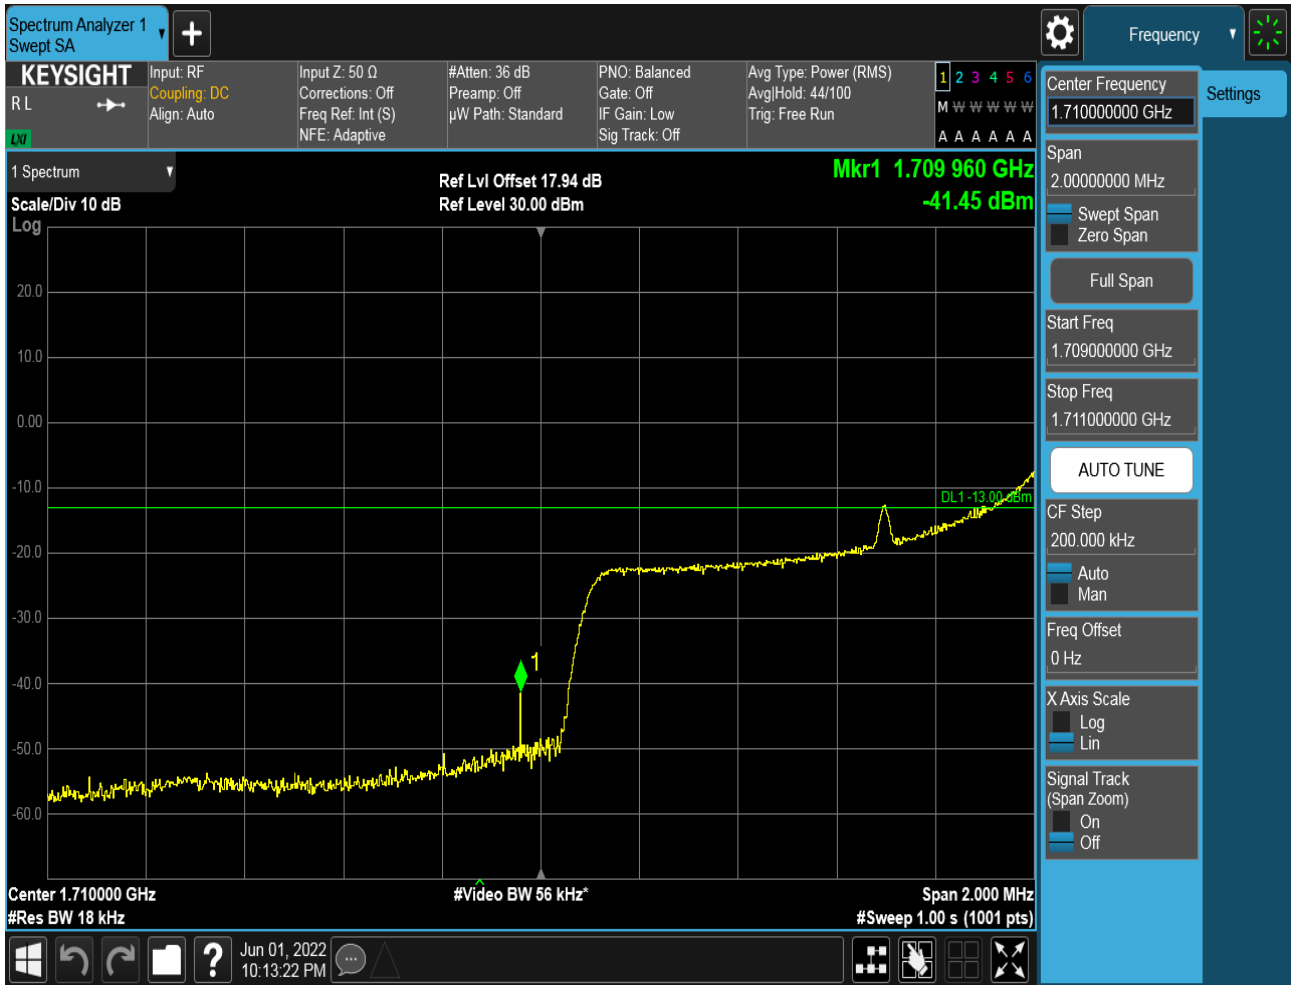 Spectrum Analyzer 1
Swept SA
Frequency
KEYSIGHT
R L
LXI
Input: RF
Coupling: DC
Align: Auto
Input Z: 50 Ω
Corrections: Off
Freq Ref: Int (S)
NFE: Adaptive
#Atten: 36 dB
Preamp: Off
µW Path: Standard
PNO: Balanced
Gate: Off
IF Gain: Low
Sig Track: Off
Avg Type: Power (RMS)
Avg|Hold: 44/100
Trig: Free Run
1 2 3 4 5 6
M W W W W W
A A A A A A
1 Spectrum
Scale/Div 10 dB
Log
Ref Lvl Offset 17.94 dB
Ref Level 30.00 dBm
Mkr1 1.709 960 GHz
-41.45 dBm
20.0
10.0
0.00
-10.0
-20.0
-30.0
-40.0
-50.0
-60.0
DL1 -13.00 dBm
1
Center 1.710000 GHz
#Res BW 18 kHz
#Video BW 56 kHz*
Span 2.000 MHz
#Sweep 1.00 s (1001 pts)
Center Frequency
1.710000000 GHz
Settings
Span
2.00000000 MHz
Swept Span
Zero Span
Full Span
Start Freq
1.709000000 GHz
Stop Freq
1.711000000 GHz
AUTO TUNE
CF Step
200.000 kHz
Auto
Man
Freq Offset
0 Hz
X Axis Scale
Log
Lin
Signal Track
(Span Zoom)
On
Off
?
Jun 01, 2022
10:13:22 PM